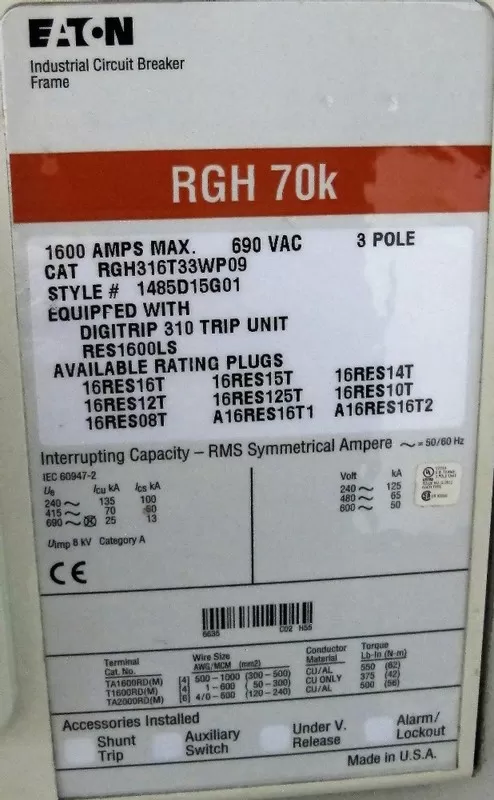 EATON
Industrial Circuit Breaker
Frame
RGH 70k
1600 AMPS MAX. 690 VAC 3 POLE
CAT RGH316T33WP09
STYLE # 1485D15G01
EQUIPPED WITH
DIGITRIP 310 TRIP UNIT
RES1600LS
AVAILABLE RATING PLUGS
16RES16T 16RES15T 16RES14T
16RES12T 16RES125T 16RES10T
16RES08T A16RES16T1 A16RES16T2
Interrupting Capacity – RMS Symmetrical Ampere ∼ = 50/60 Hz
IEC 60947-2
Ue Icu kA Ics kA
240 ∼ 135 100
415 ∼ 70 60
690 ∼ 25 13
Uimp 8 kV Category A
Volt kA
240 ∼ 125
480 ∼ 65
600 ∼ 50
CE
6635 C02 H55
Terminal Cat. No. Wire Size AWG/MCM (mm2) Conductor Material Torque Lb-In (N-m)
TA1600RD(M) [4] 500-1000 (300-500) CU/AL 550 (62)
T1600RD(M) [4] 1-600 (50-300) CU ONLY 375 (42)
TA2000RD(M) [6] 4/0-600 (120-240) CU/AL 500 (56)
Accessories Installed
Shunt Trip
Auxiliary Switch
Under V. Release
Alarm/ Lockout
Made in U.S.A.